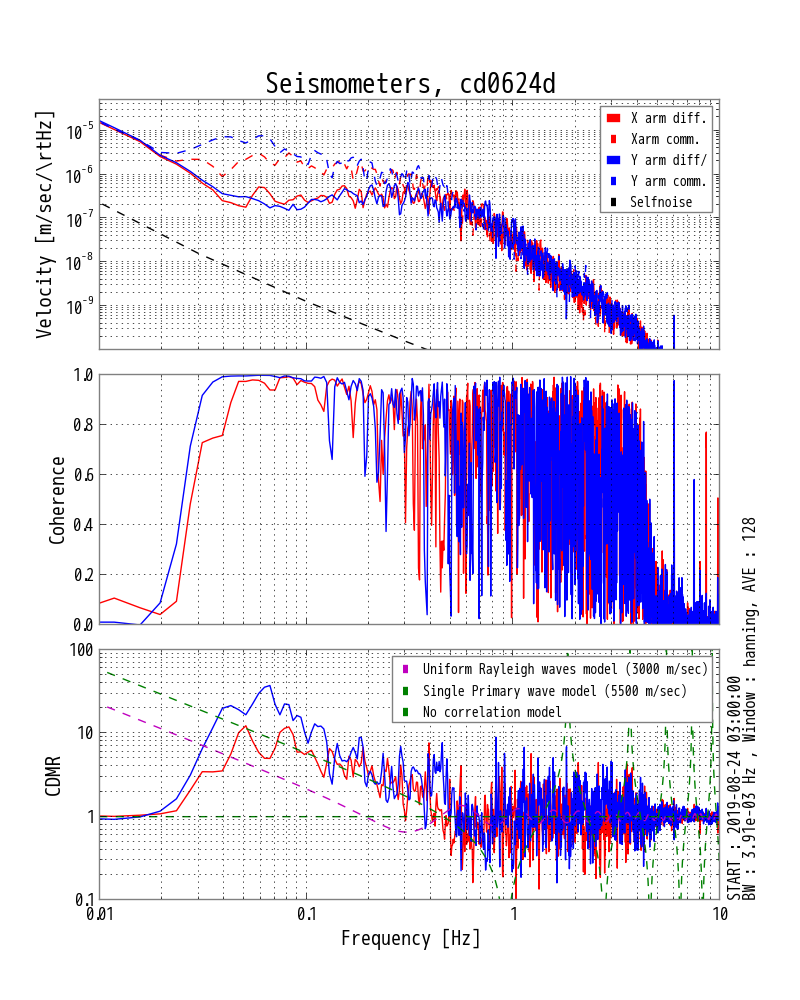 Seismometers, cd0624d
Velocity [m/sec/\rtHz]
10^-5
10^-6
10^-7
10^-8
10^-9
X arm diff.
Xarm comm.
Y arm diff/
Y arm comm.
Selfnoise
Coherence
1.0
0.8
0.6
0.4
0.2
0.0
CDMR
100
10
1
0.1
Uniform Rayleigh waves model (3000 m/sec)
Single Primary wave model (5500 m/sec)
No correlation model
0.01
0.1
1
10
Frequency [Hz]
START : 2019-08-24 03:00:00
BW : 3.91e-03 Hz , Window : hanning, AVE : 128